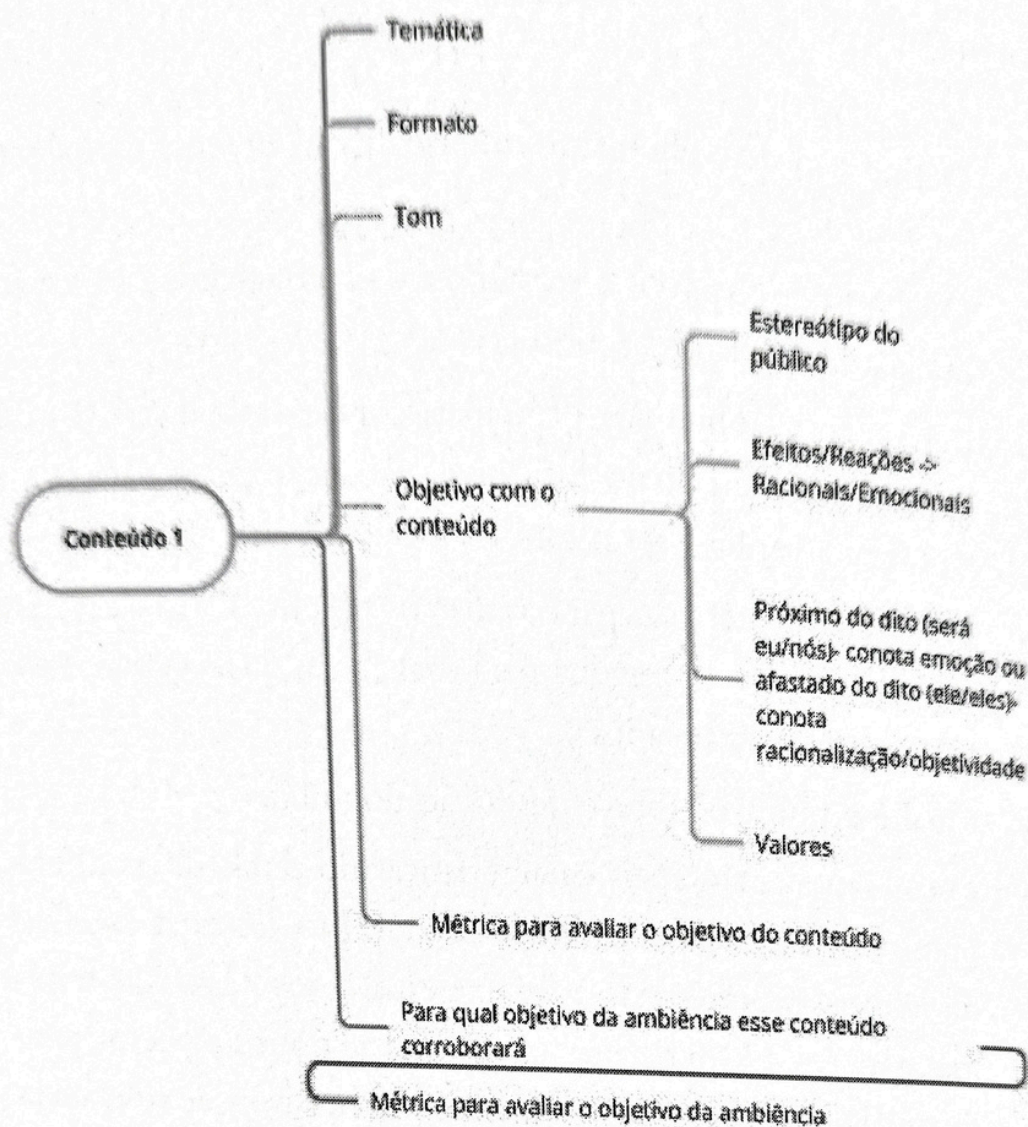 Temática
Formato
Tom
Estereótipo do
público
Efeitos/Reações ->
Racionais/Emocionais
Objetivo com o
conteúdo
Conteúdo 1
Próximo do dito (será
eu/nós)- conota emoção ou
afastado do dito (ele/eles)-
conota
racionalização/objetividade
Valores
Métrica para avaliar o objetivo do conteúdo
Para qual objetivo da ambiência esse conteúdo
corroborará
Métrica para avaliar o objetivo da ambiência